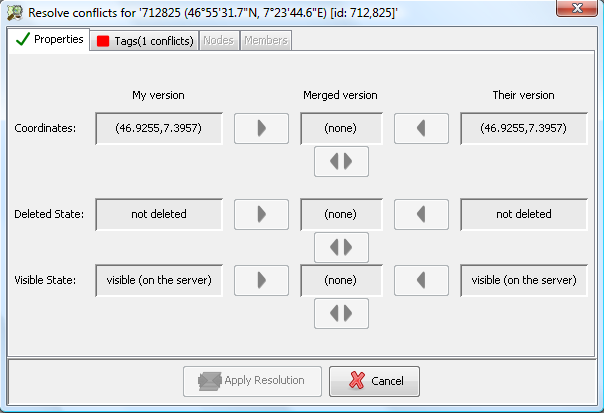 Resolve conflicts for '712825 (46°55'31.7"N, 7°23'44.6"E) [id: 712,825]'
Properties Tags(1 conflicts) Nodes Members
My version Merged version Their version
Coordinates: (46.9255,7.3957) (none) (46.9255,7.3957)
Deleted State: not deleted (none) not deleted
Visible State: visible (on the server) (none) visible (on the server)
Apply Resolution Cancel